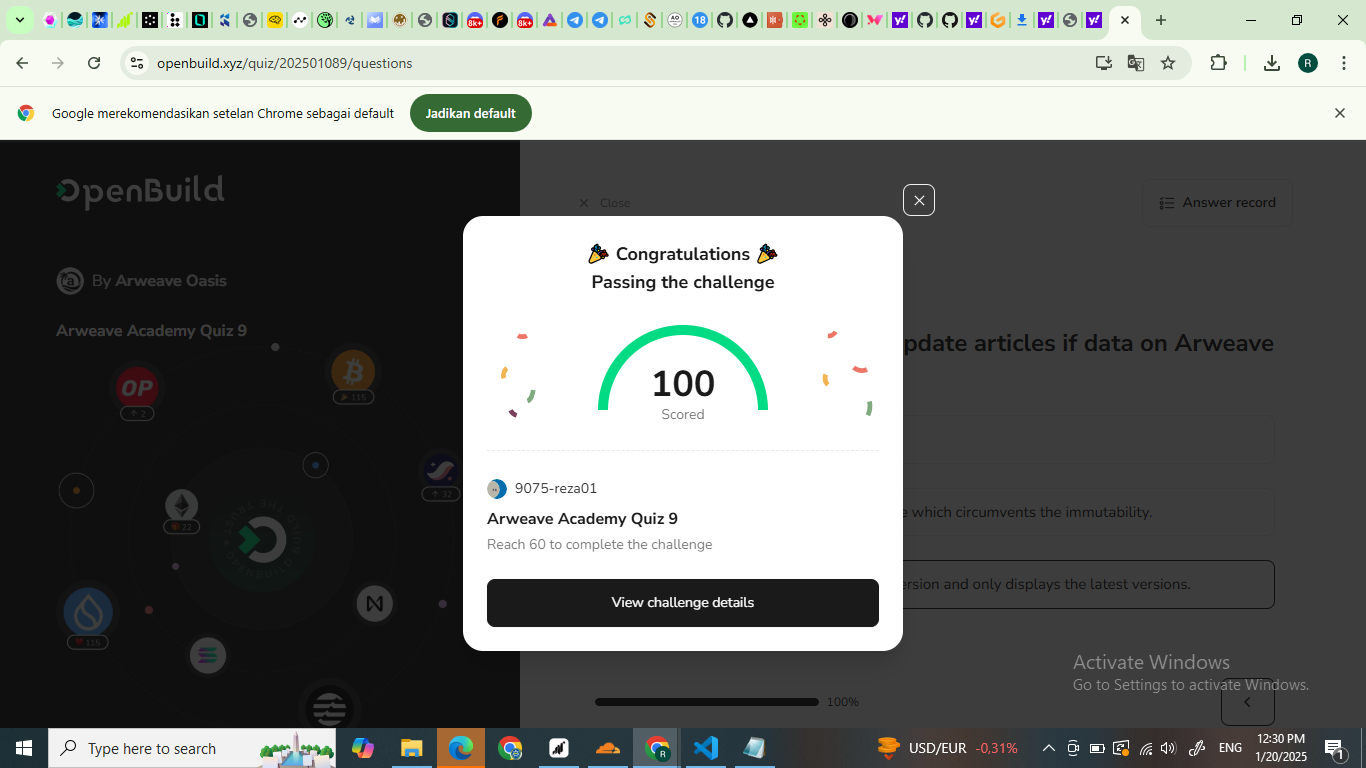 openbuild.xyz/quiz/202501089/questions
R
Google merekomendasikan setelan Chrome sebagai default
Jadikan default
OpenBuild
By Arweave Oasis
Arweave Academy Quiz 9
OP
2
115
32
22
115
Close
Answer record
pdate articles if data on Arweave
e which circumvents the immutability.
ersion and only displays the latest versions.
🎉 Congratulations 🎉
Passing the challenge
100
Scored
9075-reza01
Arweave Academy Quiz 9
Reach 60 to complete the challenge
View challenge details
100%
Activate Windows
Go to Settings to activate Windows.
Type here to search
USD/EUR -0,31%
ENG
12:30 PM
1/20/2025
1